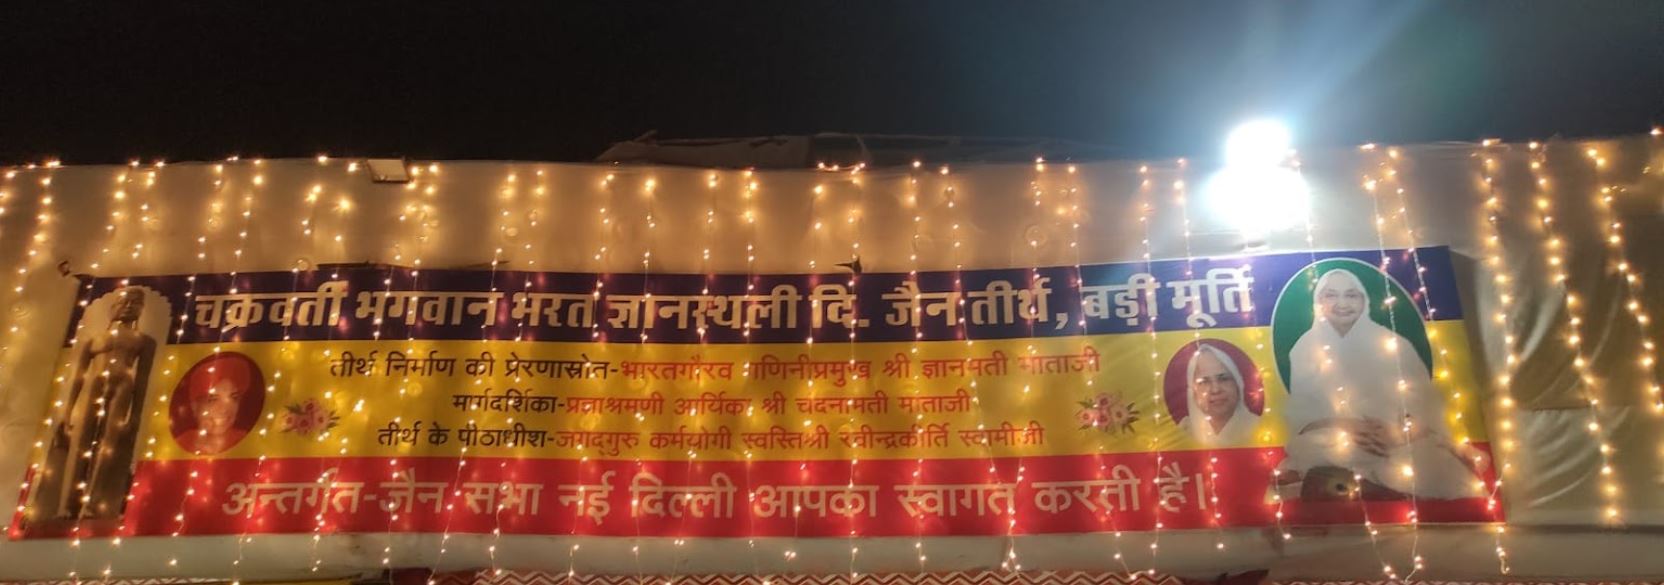 चक्रवर्ती भगवान भरत ज्ञानस्थली दि. जैन तीर्थ, बड़ी मूर्ति
तीर्थ निर्माण की प्रेरणास्रोत-भारतगौरव गणिनीप्रमुख श्री ज्ञानमती माताजी
मार्गदर्शिका-प्रज्ञाश्रमणी आर्यिका श्री चंदनामती माताजी
तीर्थ के पीठाधीश-जगद्गुरु कर्मयोगी स्वस्तिश्री रवीन्द्रकीर्ति स्वामीजी
अन्तर्गत-जैन सभा नई दिल्ली आपका स्वागत करती है।